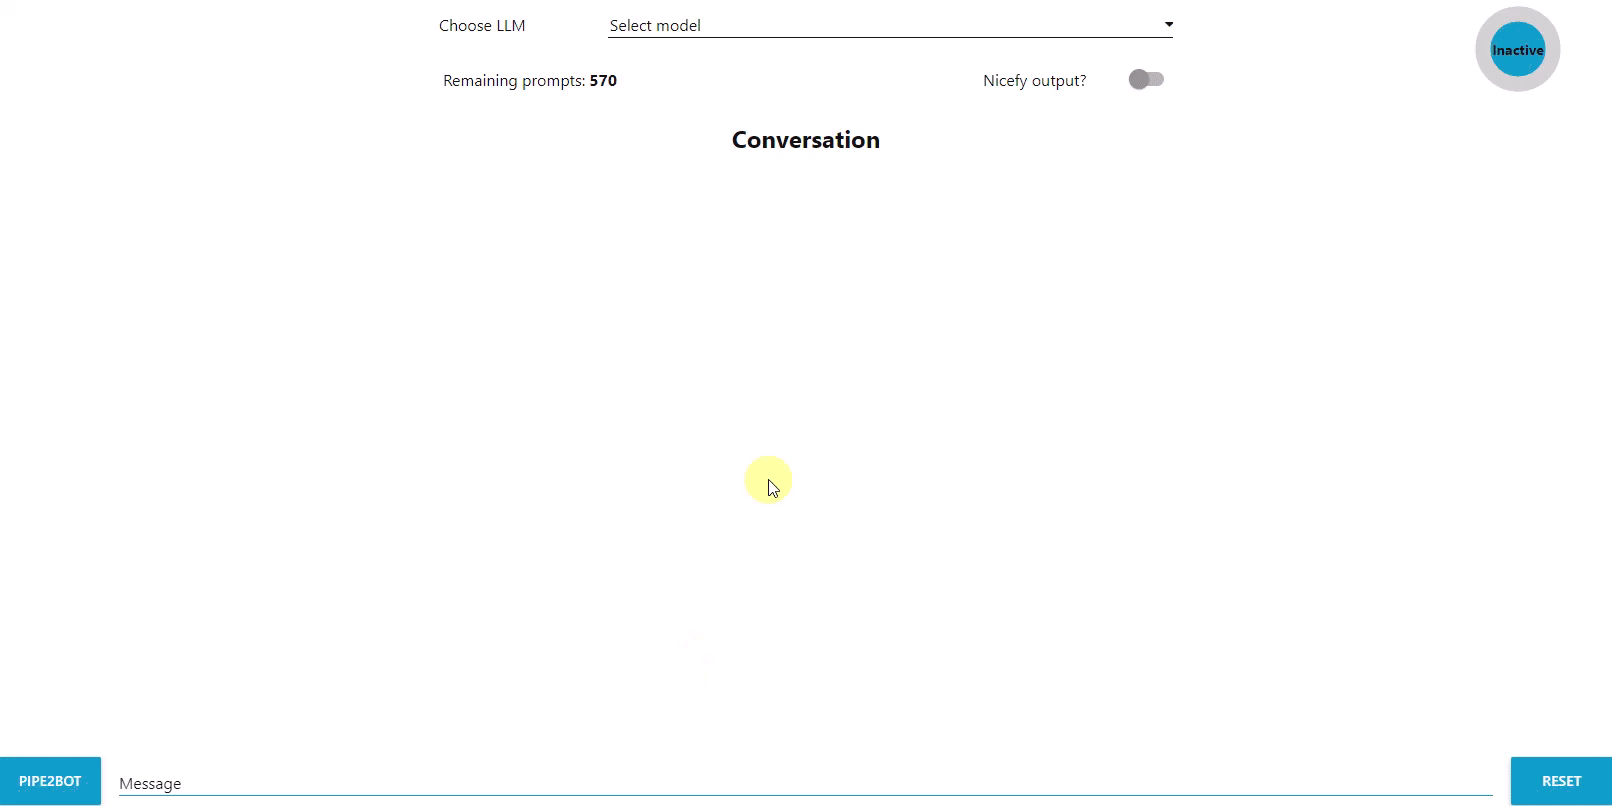 Choose LLM Select model
Inactive
Remaining prompts: 570 Nicefy output?
Conversation
PIPE2BOT Message RESET